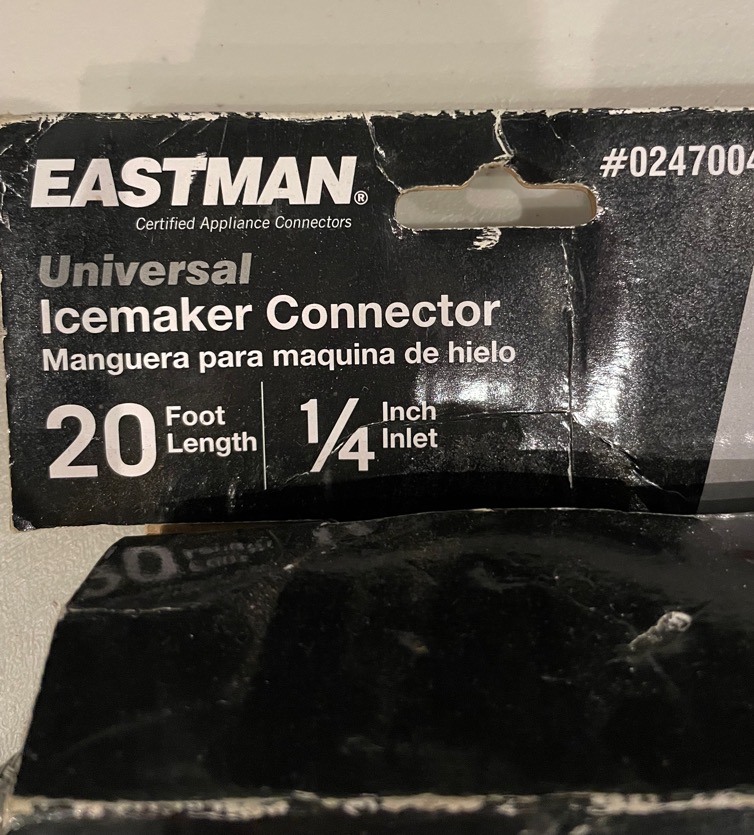 EASTMAN®
Certified Appliance Connectors
#0247004
Universal
Icemaker Connector
Manguera para maquina de hielo
20 Foot Length
1/4 Inch Inlet